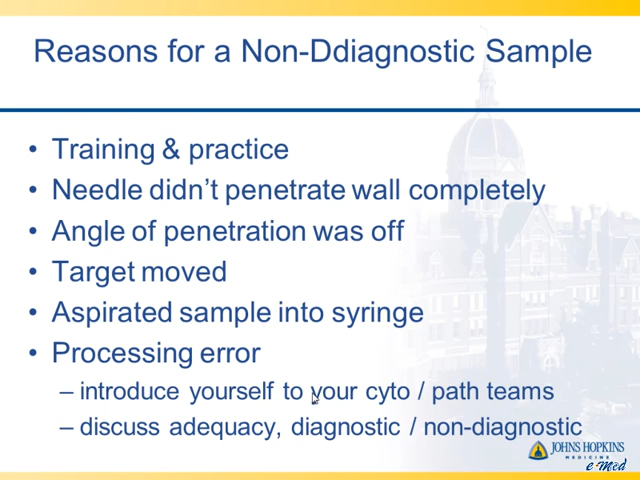 Reasons for a Non-Ddiagnostic Sample
• Training & practice
• Needle didn't penetrate wall completely
• Angle of penetration was off
• Target moved
• Aspirated sample into syringe
• Processing error
– introduce yourself to your cyto / path teams
– discuss adequacy, diagnostic / non-diagnostic
JOHNS HOPKINS
MEDICINE
e-Med